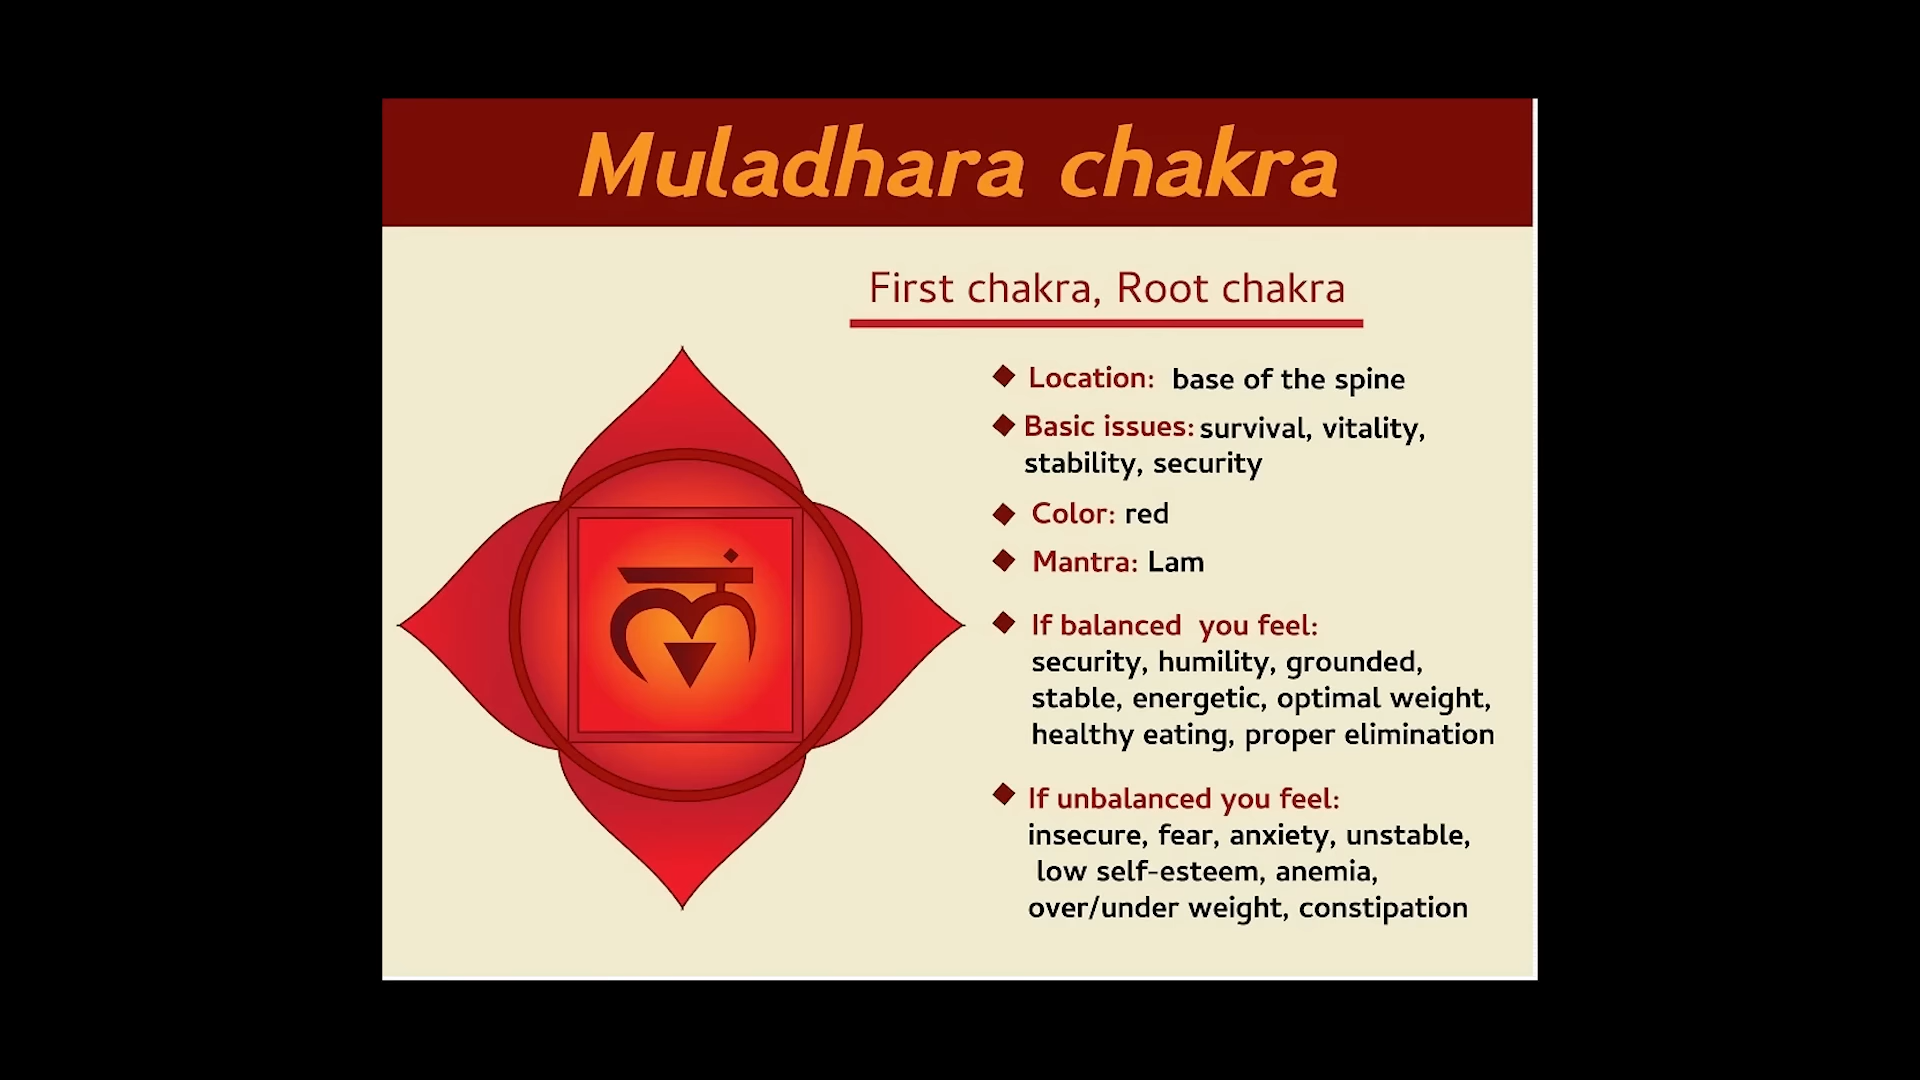 Muladhara chakra
First chakra, Root chakra
Location: base of the spine
Basic issues: survival, vitality,
stability, security
Color: red
Mantra: Lam
लं
If balanced you feel:
security, humility, grounded,
stable, energetic, optimal weight,
healthy eating, proper elimination
If unbalanced you feel:
insecure, fear, anxiety, unstable,
low self-esteem, anemia,
over/under weight, constipation